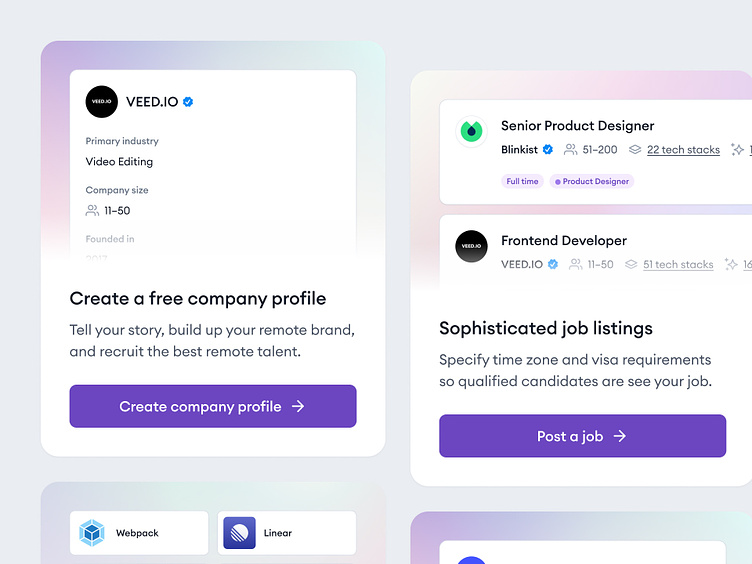 VEED.IO
VEED.IO
Primary industry
Video Editing
Company size
11–50
Founded in
2017
Create a free company profile
Tell your story, build up your remote brand,
and recruit the best remote talent.
Create company profile
Senior Product Designer
Blinkist 51–200 22 tech stacks
Full time Product Designer
VEED.IO
Frontend Developer
VEED.IO 11–50 51 tech stacks 16
Sophisticated job listings
Specify time zone and visa requirements
so qualified candidates are see your job.
Post a job
Webpack
Linear